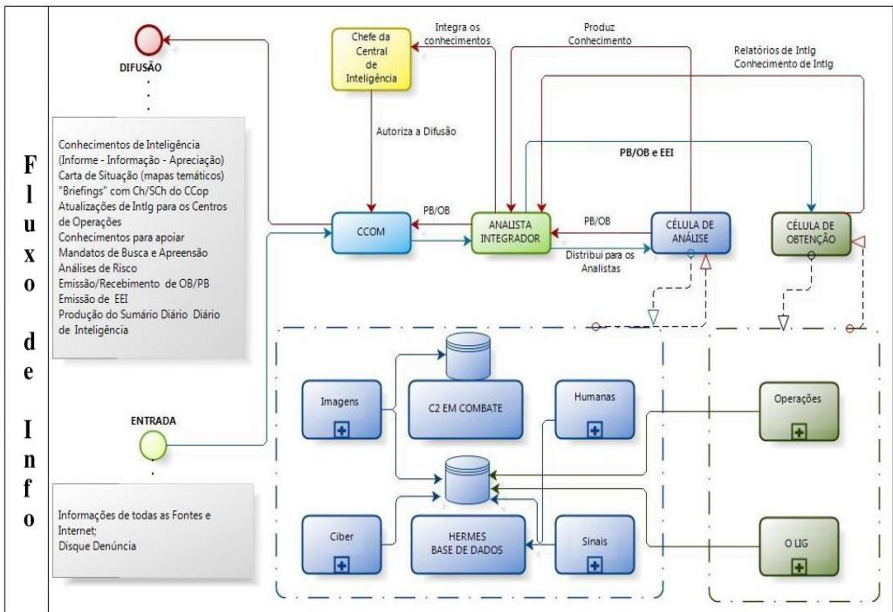 Fluxo de Info
DIFUSÃO
Conhecimentos de Inteligência
(Informe - Informação - Apreciação)
Carta de Situação (mapas temáticos)
"Briefings" com Ch/SCh do CCop
Atualizações de Intlg para os Centros
de Operações
Conhecimentos para apoiar
Mandatos de Busca e Apreensão
Análises de Risco
Emissão/Recebimento de OB/PB
Emissão de EEI
Produção do Sumário Diário Diário
de Inteligência
ENTRADA
Informações de todas as Fontes e
Internet;
Disque Denúncia
Chefe da
Central
de
Inteligência
Integra os
conhecimentos
Produz
Conhecimento
Relatórios de Intlg
Conhecimento de Intlg
Autoriza a Difusão
PB/OB e EEI
PB/OB
PB/OB
CCOM
ANALISTA
INTEGRADOR
CÉLULA DE
ANÁLISE
CÉLULA DE
OBTENÇÃO
Distribui para os
Analistas
Imagens
C2 EM COMBATE
Humanas
Operações
Ciber
HERMES
BASE DE DADOS
Sinais
O LIG